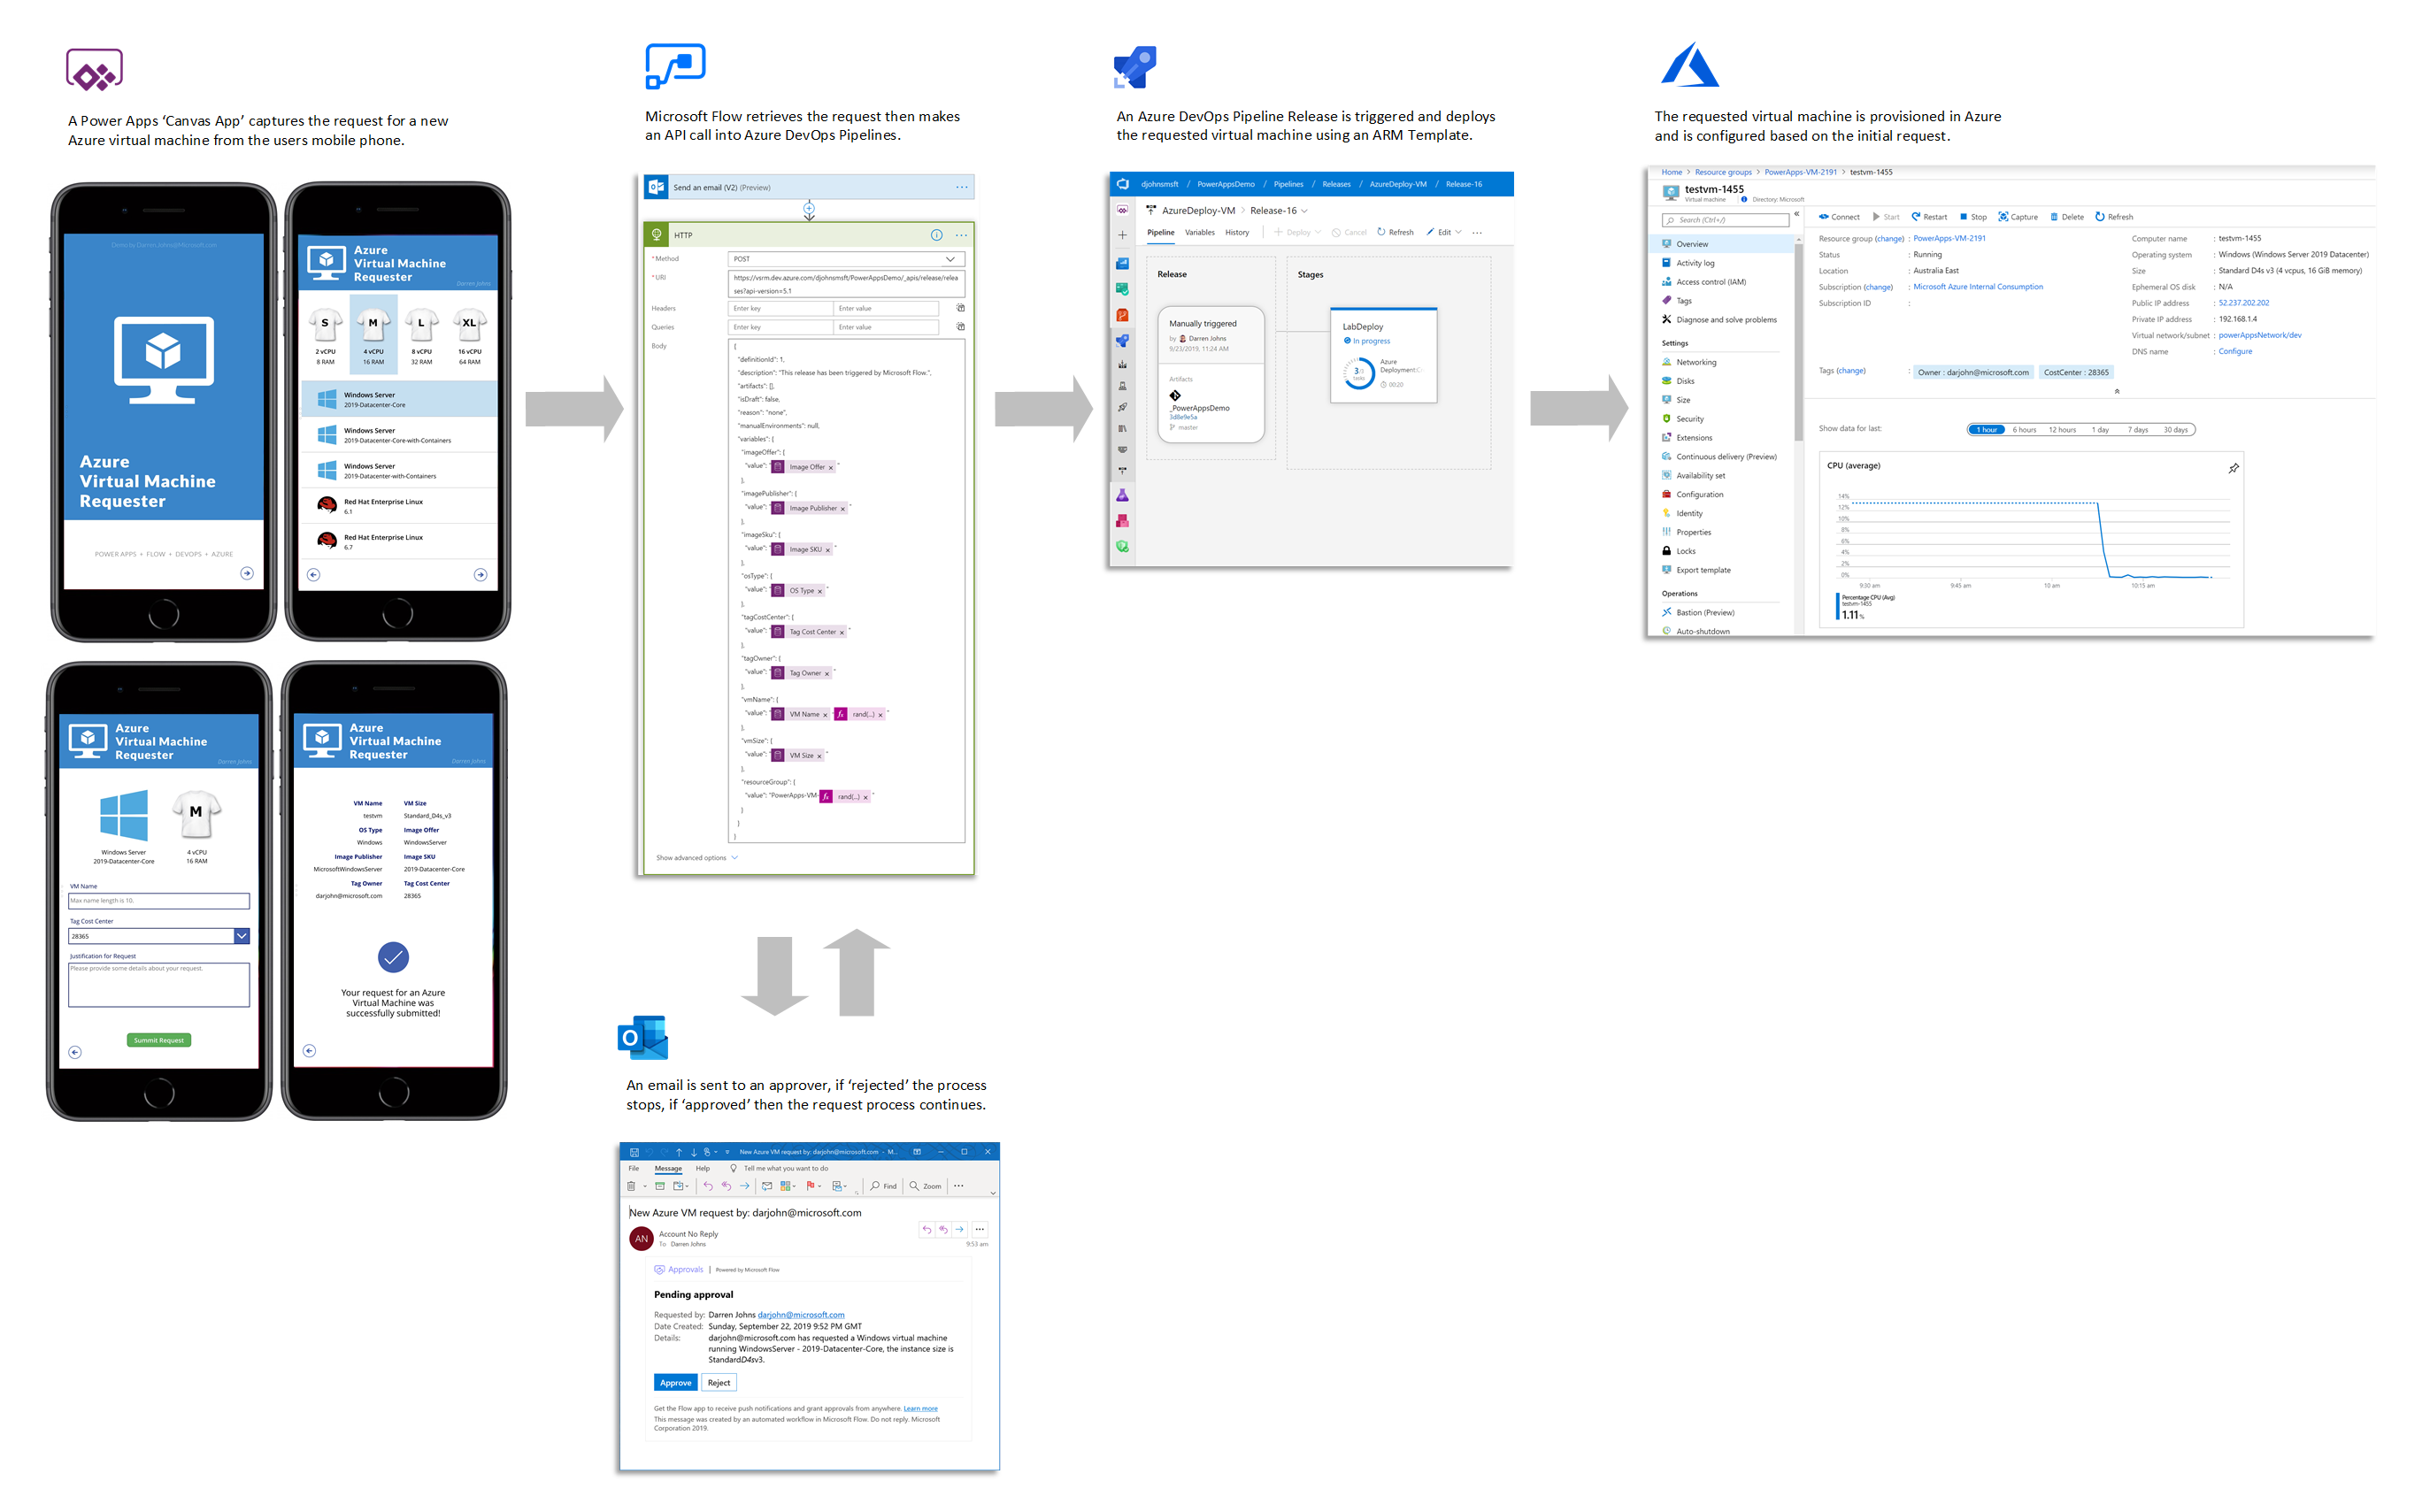 A Power Apps ‘Canvas App’ captures the request for a new
Azure virtual machine from the users mobile phone.
Demo by Darren Johns@Microsoft.com
Azure
Virtual Machine
Requester
POWER APPS + FLOW + DEVOPS + AZURE
Azure
Virtual Machine
Requester
Darren Johns
S M L XL
2 vCPU 4 vCPU 8 vCPU 16 vCPU
8 RAM 16 RAM 32 RAM 64 RAM
Windows Server
2019-Datacenter-Core
Windows Server
2019-Datacenter-Core-with-Containers
Windows Server
2019-Datacenter-with-Containers
Red Hat Enterprise Linux
6.1
Red Hat Enterprise Linux
6.7
Azure
Virtual Machine
Requester
Darren Johns
M
Windows Server 4 vCPU
2019-Datacenter-Core 16 RAM
VM Name
Max name length is 10.
Tag Cost Center
28365
Justification for Request
Please provide some details about your request.
Summit Request
Azure
Virtual Machine
Requester
Darren Johns
VM Name VM Size
testvm Standard_D4s_v3
OS Type Image Offer
Windows WindowsServer
Image Publisher Image SKU
MicrosoftWindowsServer 2019-Datacenter-Core
Tag Owner Tag Cost Center
darjohn@microsoft.com 28365
Your request for an Azure
Virtual Machine was
successfully submitted!
Microsoft Flow retrieves the request then makes
an API call into Azure DevOps Pipelines.
Send an email (V2) (Preview) ...
HTTP ...
* Method POST
* URI https://vsrm.dev.azure.com/djohnsmsft/PowerAppsDemo/_apis/release/relea
ses?api-version=5.1
Headers Enter key Enter value
Queries Enter key Enter value
Body {
"definitionId": 1,
"description": "This release has been triggered by Microsoft Flow.",
"artifacts": [],
"isDraft": false,
"reason": "none",
"manualEnvironments": null,
"variables": {
"imageOffer": {
"value": " Image Offer x "
},
"imagePublisher": {
"value": " Image Publisher x "
},
"imageSku": {
"value": " Image SKU x "
},
"osType": {
"value": " OS Type x "
},
"tagCostCenter": {
"value": " Tag Cost Center x "
},
"tagOwner": {
"value": " Tag Owner x "
},
"vmName": {
"value": " VM Name x fx rand(...) x "
},
"vmSize": {
"value": " VM Size x "
},
"resourceGroup": {
"value": "PowerApps-VM- fx rand(...) x "
}
}
}
Show advanced options
An email is sent to an approver, if ‘rejected’ the process
stops, if ‘approved’ then the request process continues.
New Azure VM request by: darjohn@microsoft.com - M...
File Message Help Tell me what you want to do
Find Zoom ...
New Azure VM request by: darjohn@microsoft.com
AN Account No Reply
To Darren Johns
9:53 am
Approvals | Powered by Microsoft Flow
Pending approval
Requested by: Darren Johns darjohn@microsoft.com
Date Created: Sunday, September 22, 2019 9:52 PM GMT
Details: darjohn@microsoft.com has requested a Windows virtual machine
running WindowsServer - 2019-Datacenter-Core, the instance size is
StandardD4sv3.
Approve Reject
Get the Flow app to receive push notifications and grant approvals from anywhere. Learn more
This message was created by an automated workflow in Microsoft Flow. Do not reply. Microsoft
Corporation 2019.
An Azure DevOps Pipeline Release is triggered and deploys
the requested virtual machine using an ARM Template.
djohnsmsft / PowerAppsDemo / Pipelines / Releases / AzureDeploy-VM / Release-16
AzureDeploy-VM > Release-16
Pipeline Variables History + Deploy Cancel Refresh Edit ...
Release Stages
Manually triggered
by Darren Johns
9/23/2019, 11:24 AM
Artifacts
_PowerAppsDemo
3d8e9e5a
master
LabDeploy
In progress
3/3
tasks
Azure
Deployment:C
00:20
The requested virtual machine is provisioned in Azure
and is configured based on the initial request.
Home > Resource groups > PowerApps-VM-2191 > testvm-1455
testvm-1455
Virtual machine Directory: Microsoft
Search (Ctrl+/) «
Connect Start Restart Stop Capture Delete Refresh
Overview
Activity log
Access control (IAM)
Tags
Diagnose and solve problems
Settings
Networking
Disks
Size
Security
Extensions
Continuous delivery (Preview)
Availability set
Configuration
Identity
Properties
Locks
Export template
Operations
Bastion (Preview)
Auto-shutdown
Resource group (change) : PowerApps-VM-2191
Status : Running
Location : Australia East
Subscription (change) : Microsoft Azure Internal Consumption
Subscription ID :
Computer name : testvm-1455
Operating system : Windows (Windows Server 2019 Datacenter)
Size : Standard D4s v3 (4 vcpus, 16 GiB memory)
Ephemeral OS disk : N/A
Public IP address : 52.237.202.202
Private IP address : 192.168.1.4
Virtual network/subnet : powerAppsNetwork/dev
DNS name : Configure
Tags (change) : Owner : darjohn@microsoft.com CostCenter : 28365
Show data for last: 1 hour 6 hours 12 hours 1 day 7 days 30 days
CPU (average)
14%
12%
10%
8%
6%
4%
2%
0%
9:30 am 9:45 am 10 am 10:15 am
Percentage CPU (Avg)
testvm-1455
1.11%